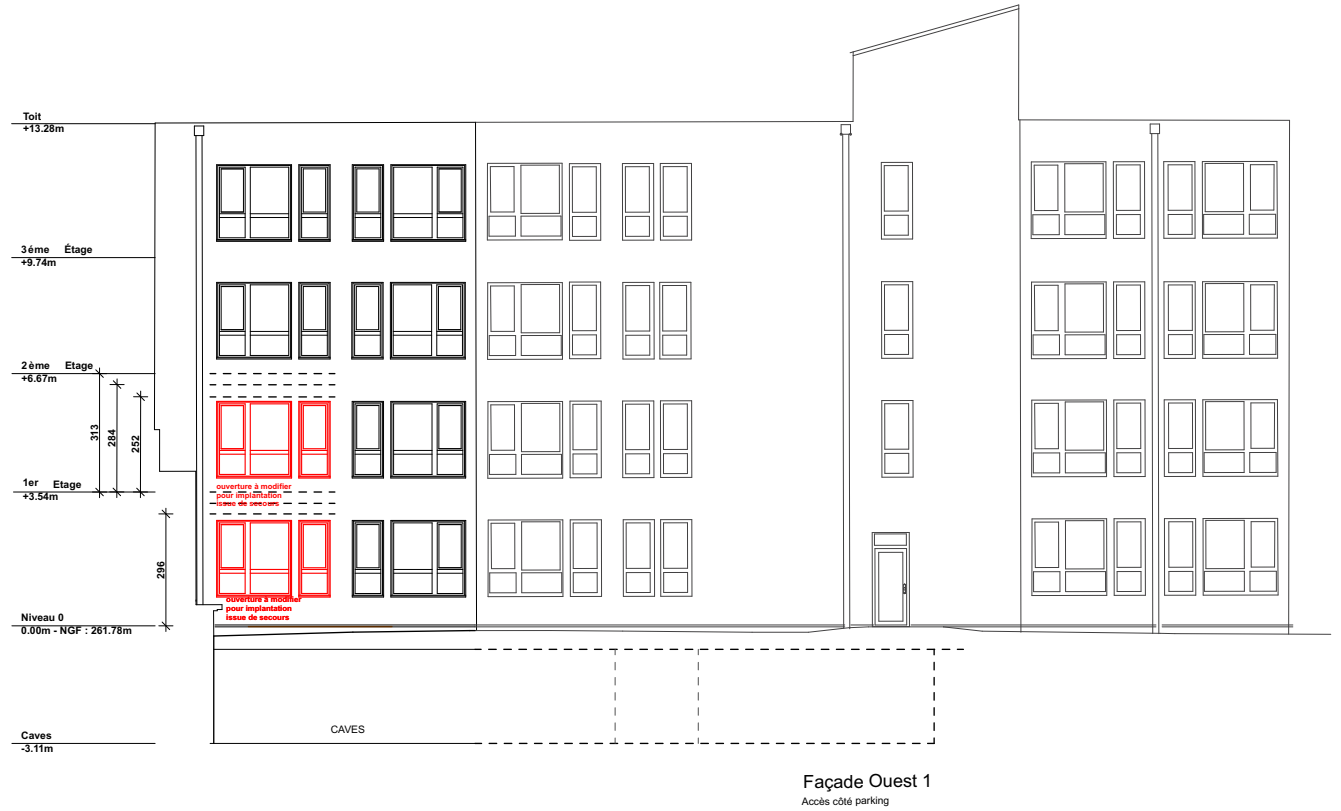 Toit
+13.28m
3éme Étage
+9.74m
2ème Etage
+6.67m
313
284
252
1er Etage
+3.54m
ouverture à modifier
pour implantation
issue de secours
296
ouverture à modifier
pour implantation
issue de secours
Niveau 0
0.00m - NGF : 261.78m
CAVES
Caves
-3.11m
Façade Ouest 1
Accès côté parking